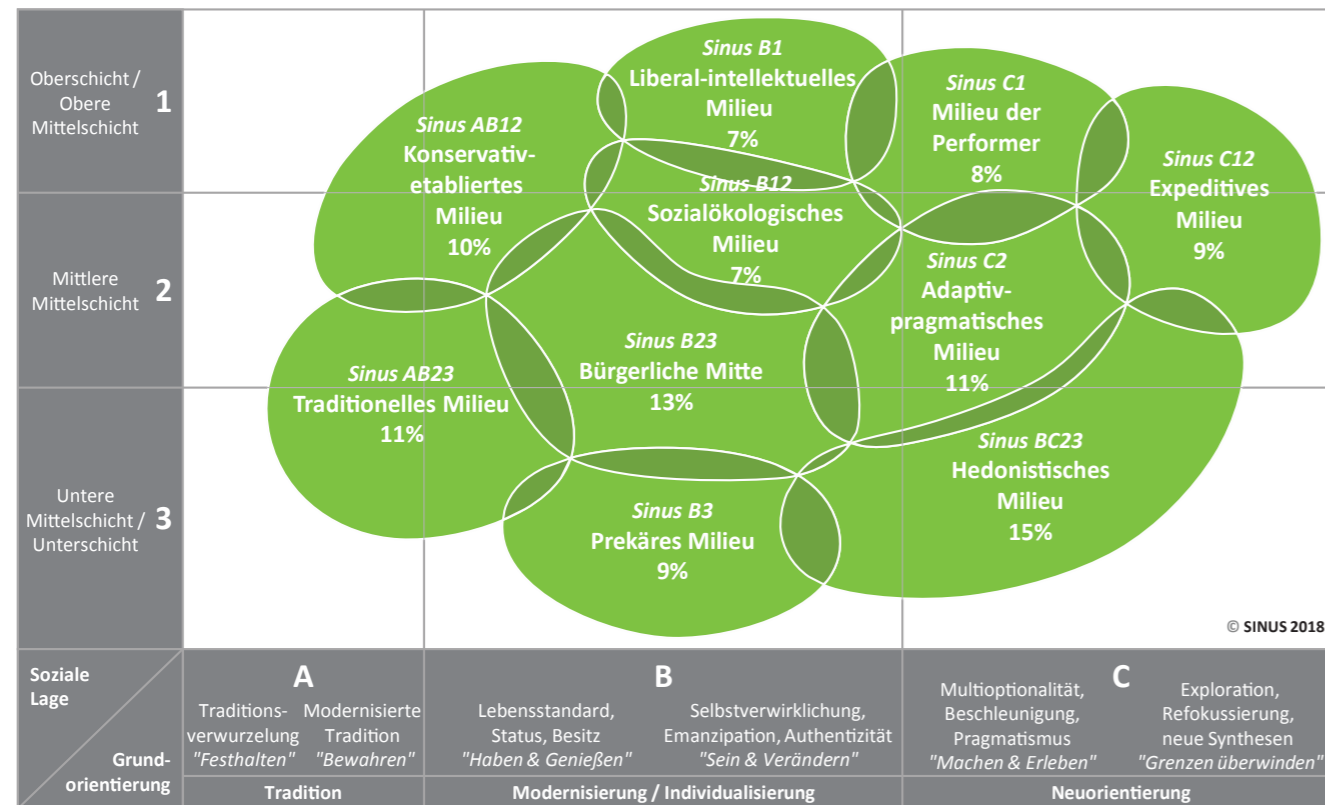 Oberschicht /
Obere
Mittelschicht
1
Mittlere
Mittelschicht
2
Untere
Mittelschicht /
Unterschicht
3
Sinus B1
Liberal-intellektuelles
Milieu
7%
Sinus C1
Milieu der
Performer
8%
Sinus AB12
Konservativ-
etabliertes
Milieu
10%
Sinus C12
Expeditives
Milieu
9%
Sinus B12
Sozialökologisches
Milieu
7%
Sinus C2
Adaptiv-
pragmatisches
Milieu
11%
Sinus B23
Bürgerliche Mitte
13%
Sinus AB23
Traditionelles Milieu
11%
Sinus BC23
Hedonistisches
Milieu
15%
Sinus B3
Prekäres Milieu
9%
© SINUS 2018
Soziale
Lage
Grund-
orientierung
A
Traditions-
verwurzelung
"Festhalten"
Modernisierte
Tradition
"Bewahren"
B
Lebensstandard,
Status, Besitz
"Haben & Genießen"
Selbstverwirklichung,
Emanzipation, Authentizität
"Sein & Verändern"
C
Multioptionalität,
Beschleunigung,
Pragmatismus
"Machen & Erleben"
Exploration,
Refokussierung,
neue Synthesen
"Grenzen überwinden"
Tradition
Modernisierung / Individualisierung
Neuorientierung